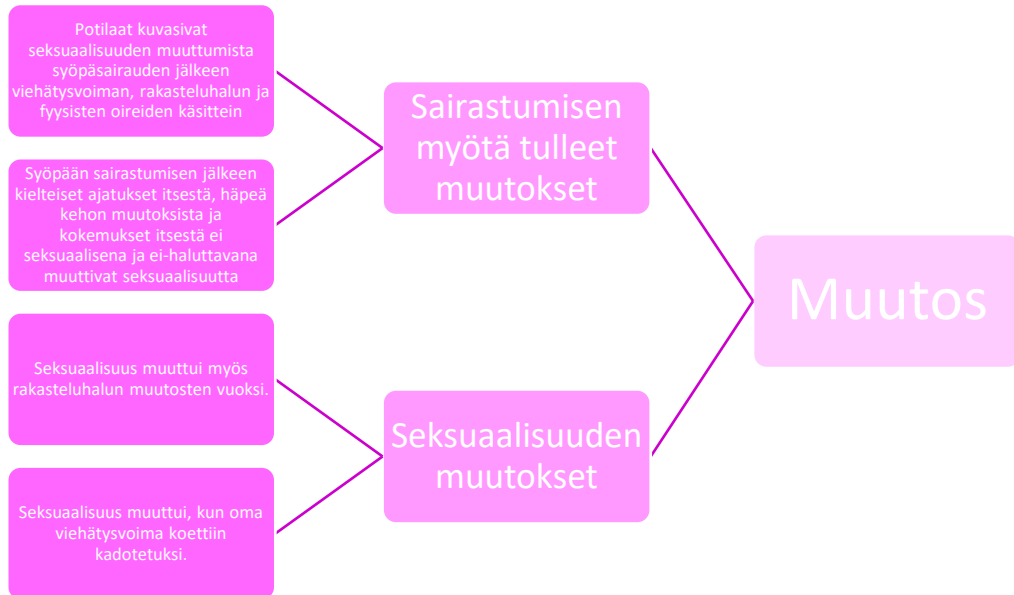 Potilaat kuvasivat
seksuaalisuuden muuttumista
syöpäsairauden jälkeen
viehätysvoiman, rakasteluhalun ja
fyysisten oireiden käsittein
Syöpään sairastumisen jälkeen
kielteiset ajatukset itsestä, häpeä
kehon muutoksista ja
kokemukset itsestä ei
seksuaalisena ja ei-haluttavana
muuttivat seksuaalisuutta
Seksuaalisuus muuttui myös
rakasteluhalun muutosten vuoksi.
Seksuaalisuus muuttui, kun oma
viehätysvoima koettiin
kadotetuksi.
Sairastumisen
myötä tulleet
muutokset
Seksuaalisuuden
muutokset
Muutos